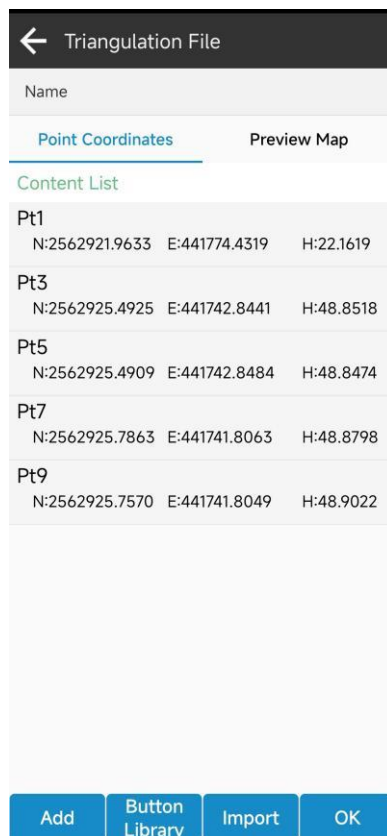 Triangulation File
Name
Point Coordinates Preview Map
Content List
Pt1
N:2562921.9633 E:441774.4319 H:22.1619
Pt3
N:2562925.4925 E:441742.8441 H:48.8518
Pt5
N:2562925.4909 E:441742.8484 H:48.8474
Pt7
N:2562925.7863 E:441741.8063 H:48.8798
Pt9
N:2562925.7570 E:441741.8049 H:48.9022
Add Button Library Import OK